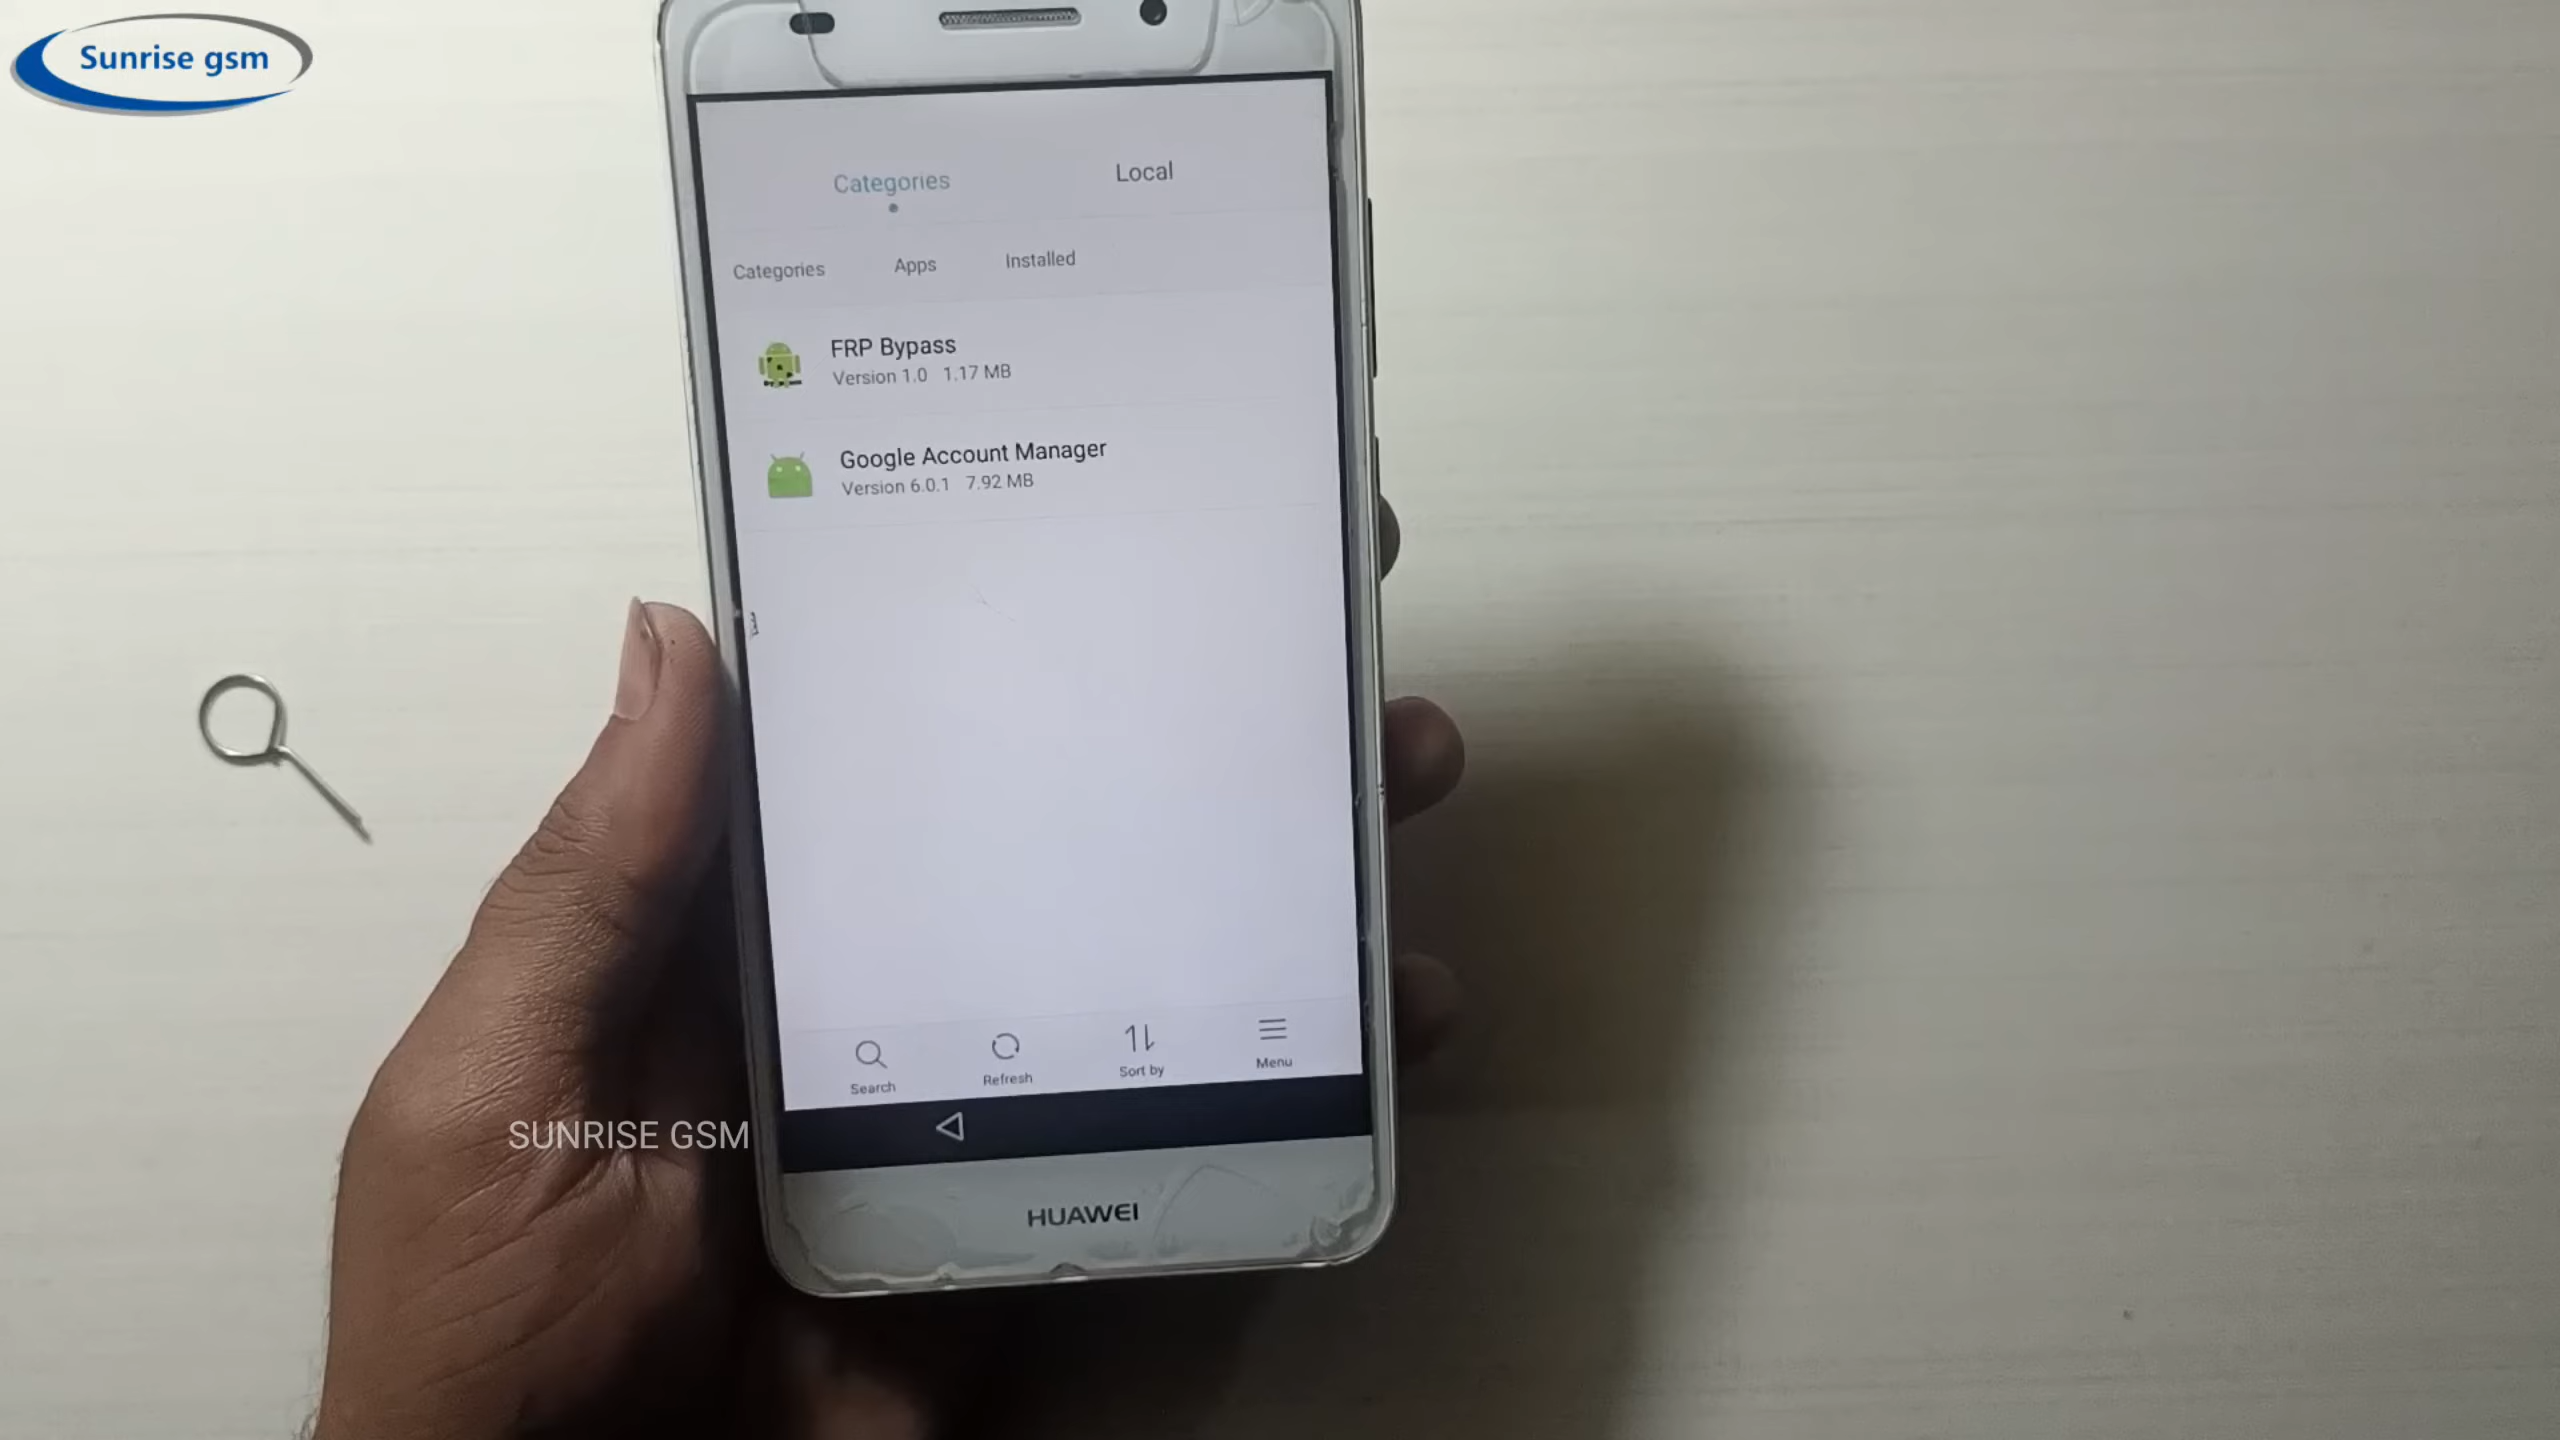 Sunrise gsm
Categories Local
Categories Apps Installed
FRP Bypass
Version 1.0 1.17 MB
Google Account Manager
Version 6.0.1 7.92 MB
Search Refresh Sort by Menu
SUNRISE GSM
HUAWEI